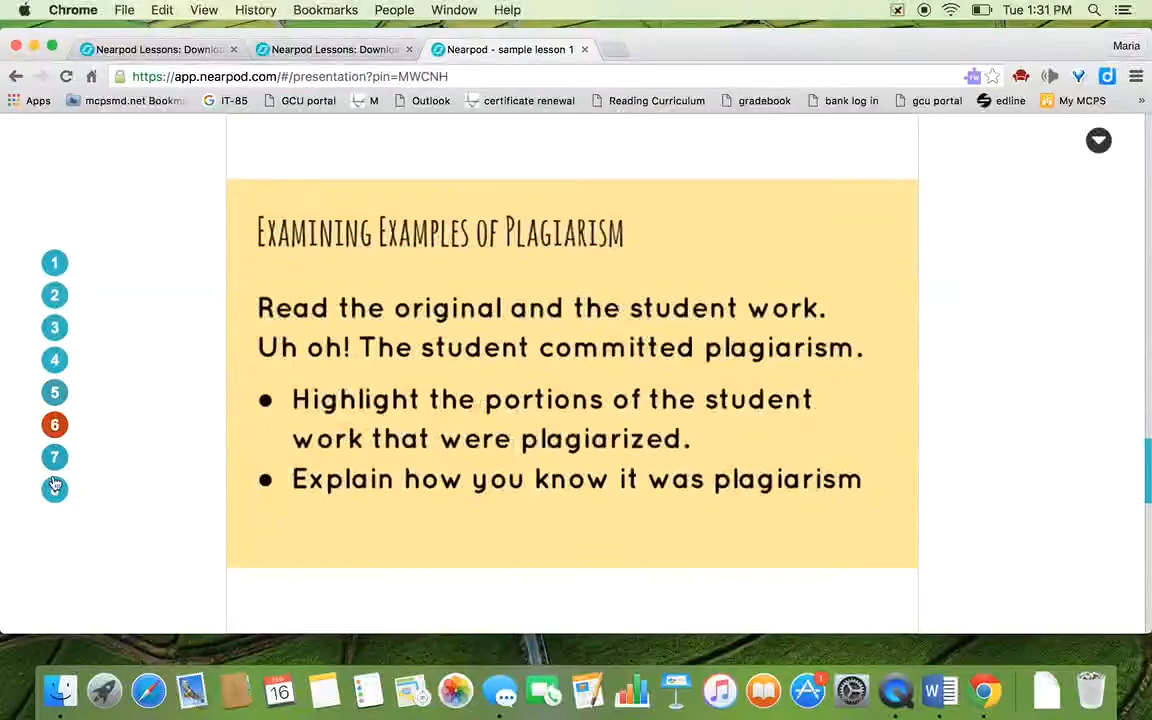 Chrome File Edit View History Bookmarks People Window Help Tue 1:31 PM
Nearpod Lessons: Downlo Nearpod Lessons: Downlo Nearpod - sample lesson 1 Maria
https://app.nearpod.com/#/presentation?pin=MWCNH
Apps mcpsmd.net Bookm IT-85 GCU portal M Outlook certificate renewal Reading Curriculum gradebook bank log in gcu portal edline My MCPS »
Examining Examples of Plagiarism
1
2
Read the original and the student work.
3
Uh oh! The student committed plagiarism.
4
5
● Highlight the portions of the student
6
work that were plagiarized.
7
● Explain how you know it was plagiarism
FEB
16
1
W